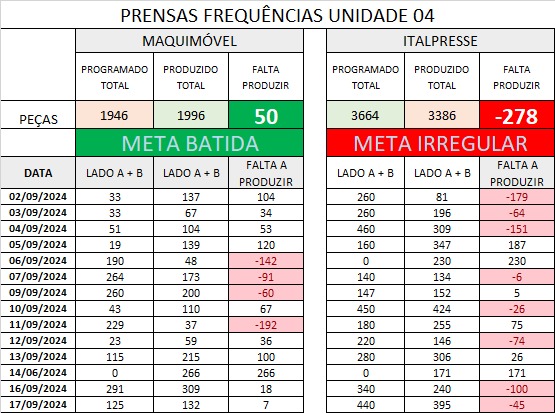 PRENSAS FREQUÊNCIAS UNIDADE 04
MAQUIMÓVEL ITALPRESSE
PROGRAMADO TOTAL PRODUZIDO TOTAL FALTA PRODUZIR PROGRAMADO TOTAL PRODUZIDO TOTAL FALTA PRODUZIR
PEÇAS 1946 1996 50 3664 3386 -278
META BATIDA META IRREGULAR
DATA LADO A + B LADO A + B FALTA A PRODUZIR LADO A + B LADO A + B FALTA A PRODUZIR
02/09/2024 33 137 104 260 81 -179
03/09/2024 33 67 34 260 196 -64
04/09/2024 51 104 53 460 309 -151
05/09/2024 19 139 120 160 347 187
06/09/2024 190 48 -142 0 230 230
07/09/2024 264 173 -91 140 134 -6
09/09/2024 260 200 -60 147 152 5
10/09/2024 43 110 67 450 424 -26
11/09/2024 229 37 -192 180 255 75
12/09/2024 23 59 36 220 146 -74
13/09/2024 115 215 100 280 306 26
14/06/2024 0 266 266 0 171 171
16/09/2024 291 309 18 340 240 -100
17/09/2024 125 132 7 440 395 -45